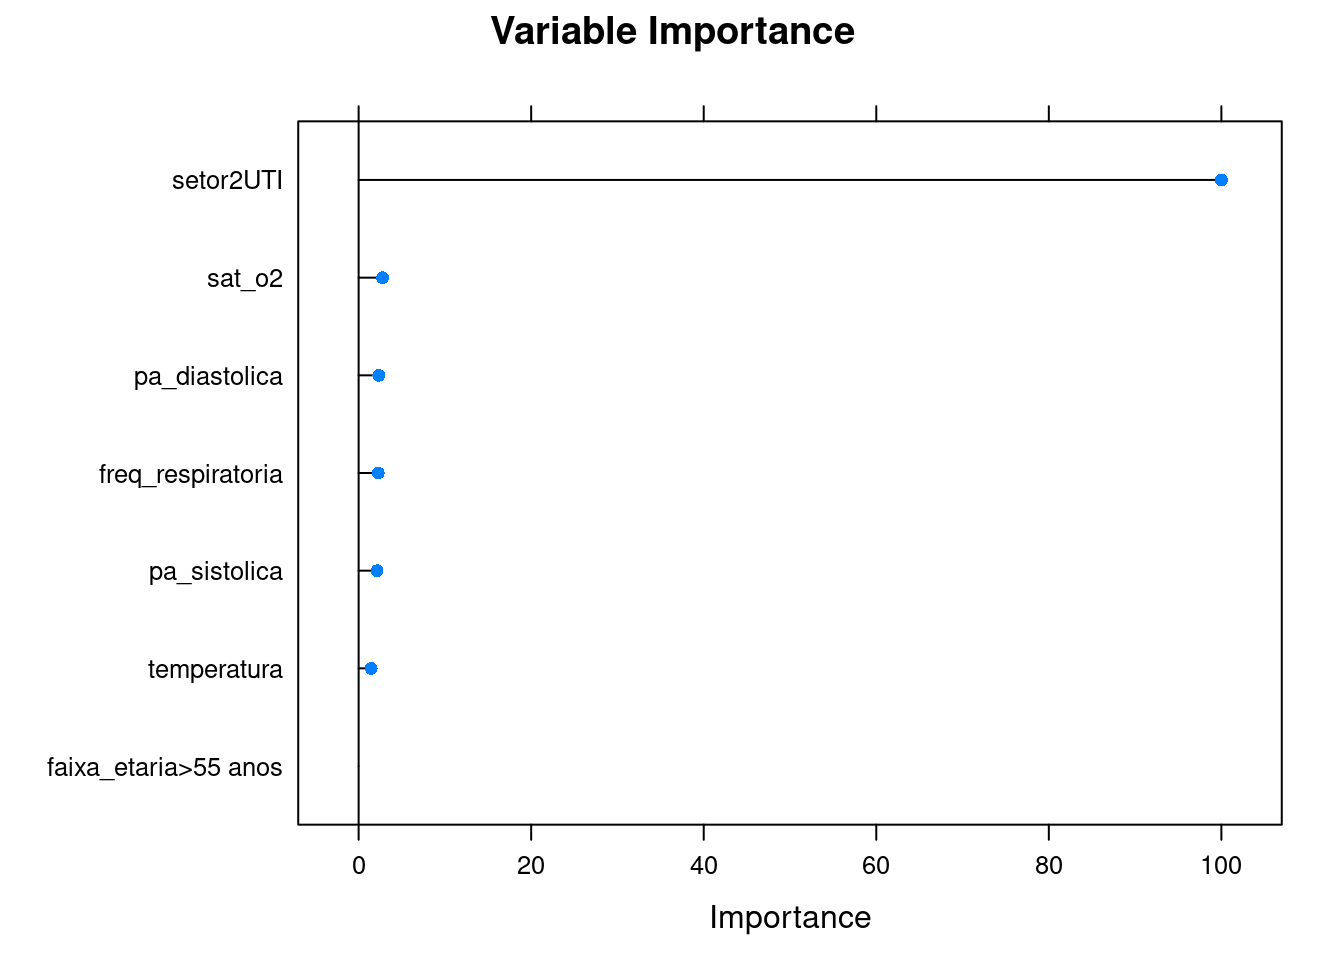 Variable Importance
setor2UTI
sat_o2
pa_diastolica
freq_respiratoria
pa_sistolica
temperatura
faixa_etaria>55 anos
0 20 40 60 80 100
Importance